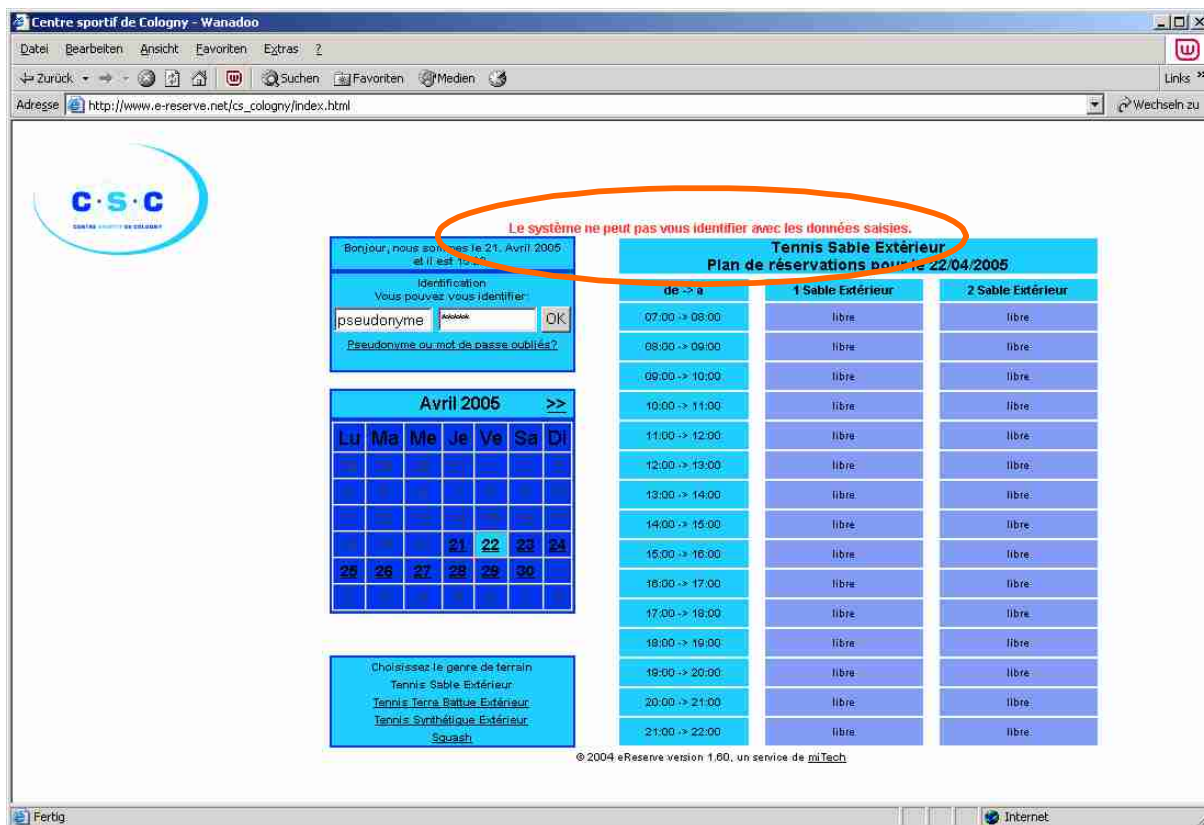 Centre sportif de Cologny - Wanadoo
Datei Bearbeiten Ansicht Favoriten Extras ?
Zurück Suchen Favoriten Medien Links »
Adresse http://www.e-reserve.net/cs_cologny/index.html Wechseln zu
C·S·C
CENTRE SPORTIF DE COLOGNY
Le système ne peut pas vous identifier avec les données saisies.
Bonjour, nous sommes le 21. Avril 2005
et il est
Identification
Vous pouvez vous identifier:
pseudonyme ****** OK
Pseudonyme ou mot de passe oubliés?
Avril 2005 >>
Lu Ma Me Je Ve Sa Di
21 22 23 24
25 26 27 28 29 30
Choisissez le genre de terrain
Tennis Sable Extérieur
Tennis Terre Battue Extérieur
Tennis Synthétique Extérieur
Squash
Tennis Sable Extérieur
Plan de réservations pour le 22/04/2005
de -> a 1 Sable Extérieur 2 Sable Extérieur
07:00 -> 08:00 libre libre
08:00 -> 09:00 libre libre
09:00 -> 10:00 libre libre
10:00 -> 11:00 libre libre
11:00 -> 12:00 libre libre
12:00 -> 13:00 libre libre
13:00 -> 14:00 libre libre
14:00 -> 15:00 libre libre
15:00 -> 16:00 libre libre
16:00 -> 17:00 libre libre
17:00 -> 18:00 libre libre
18:00 -> 19:00 libre libre
19:00 -> 20:00 libre libre
20:00 -> 21:00 libre libre
21:00 -> 22:00 libre libre
© 2004 eReserve version 1.60, un service de miTech
Fertig Internet